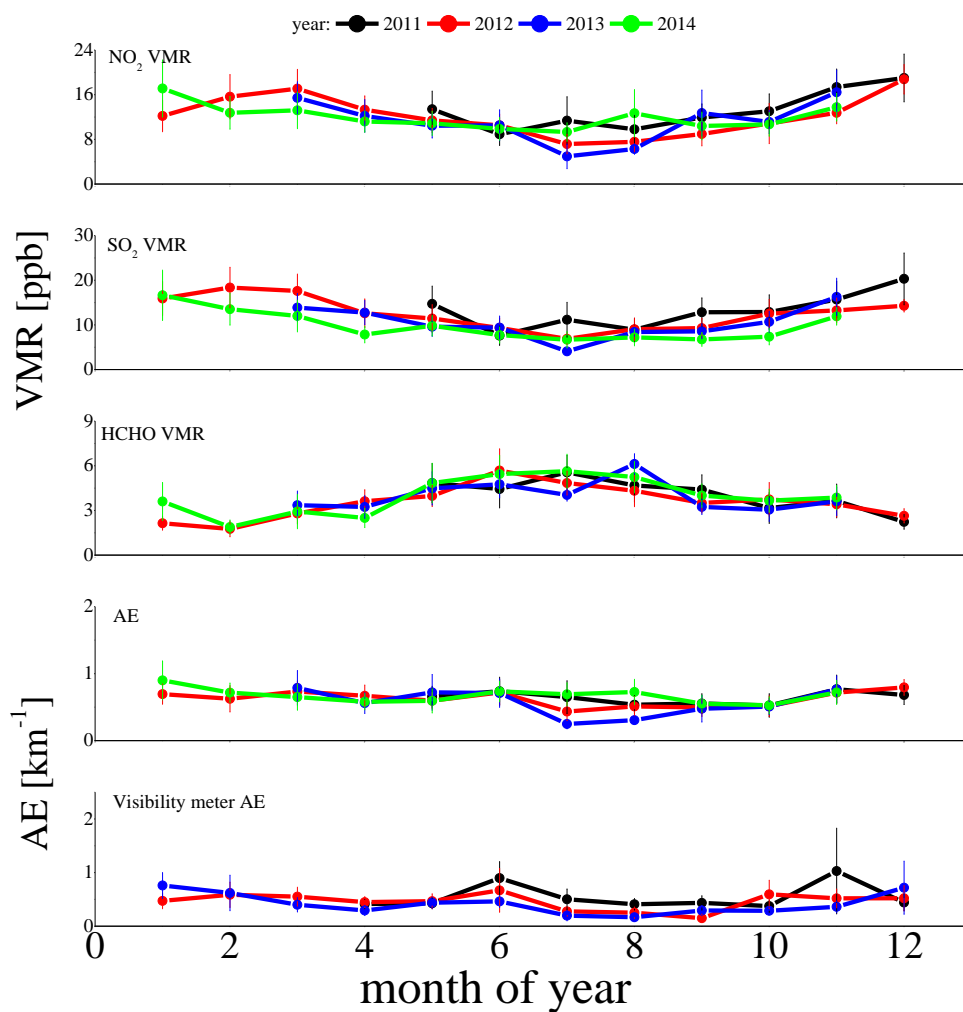 year: 2011 2012 2013 2014
NO₂ VMR
24
16
8
0
SO₂ VMR
30
20
10
0
HCHO VMR
9
6
3
0
VMR [ppb]
AE
2
1
0
Visibility meter AE
2
1
0
AE [km⁻¹]
0 2 4 6 8 10 12
month of year